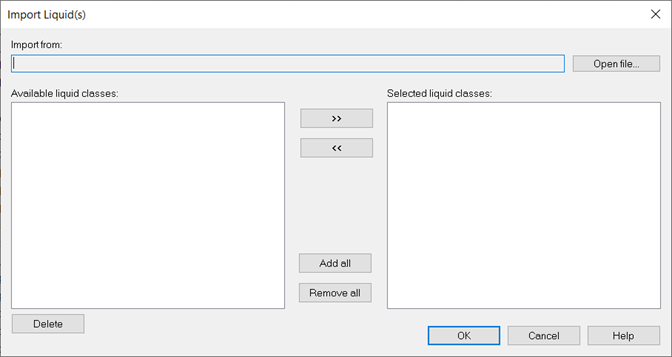 Import Liquid(s)
Import from:
Open file...
Available liquid classes:
Selected liquid classes:
>>
<<
Add all
Remove all
Delete
OK
Cancel
Help